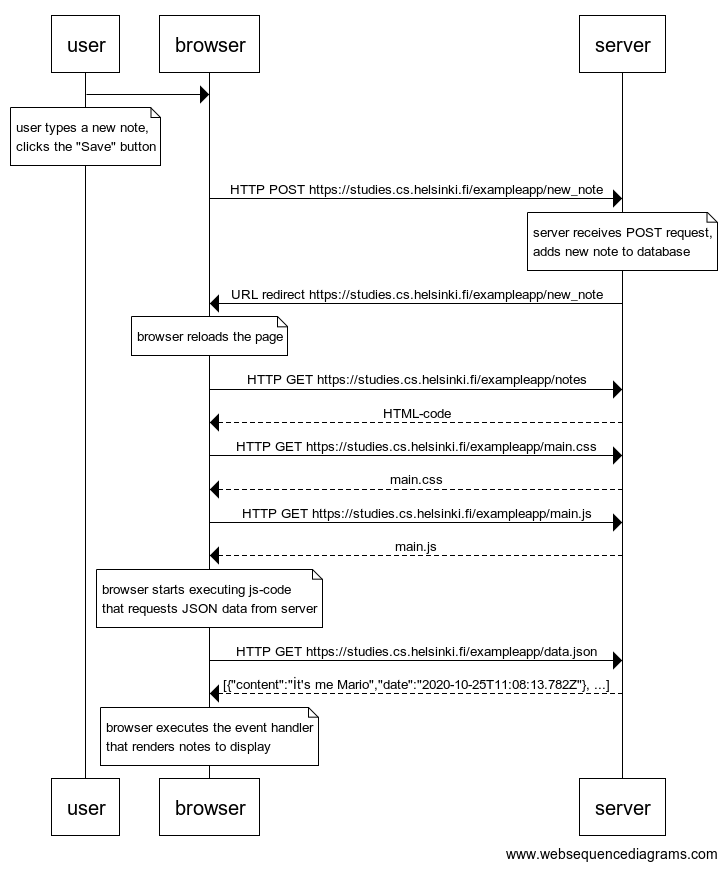 user browser server
user types a new note,
clicks the "Save" button
HTTP POST https://studies.cs.helsinki.fi/exampleapp/new_note
server receives POST request,
adds new note to database
URL redirect https://studies.cs.helsinki.fi/exampleapp/new_note
browser reloads the page
HTTP GET https://studies.cs.helsinki.fi/exampleapp/notes
HTML-code
HTTP GET https://studies.cs.helsinki.fi/exampleapp/main.css
main.css
HTTP GET https://studies.cs.helsinki.fi/exampleapp/main.js
main.js
browser starts executing js-code
that requests JSON data from server
HTTP GET https://studies.cs.helsinki.fi/exampleapp/data.json
[{"content":"İt's me Mario","date":"2020-10-25T11:08:13.782Z"}, ...]
browser executes the event handler
that renders notes to display
user browser server
www.websequencediagrams.com